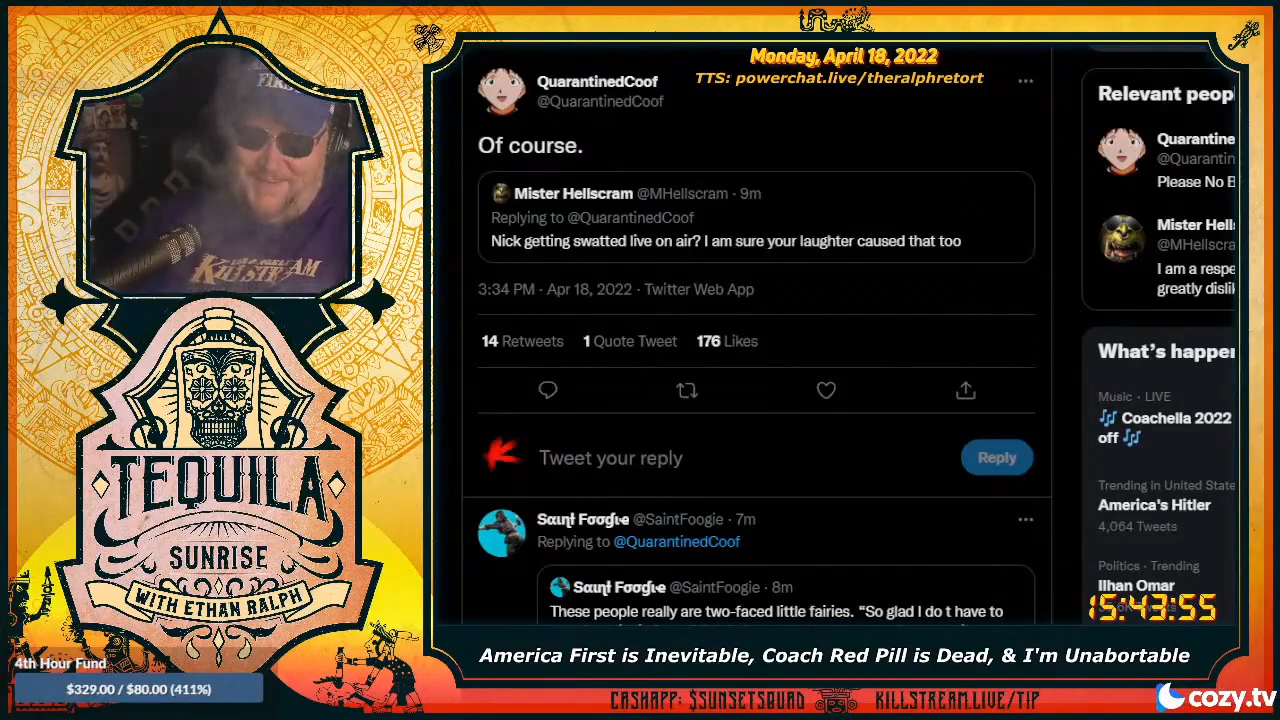 Monday, April 18, 2022
TTS: powerchat.live/theralphretort
QuarantinedCoof
@QuarantinedCoof
Of course.
Mister Hellscram @MHellscram · 9m
Replying to @QuarantinedCoof
Nick getting swatted live on air? I am sure your laughter caused that too
3:34 PM · Apr 18, 2022 · Twitter Web App
14 Retweets 1 Quote Tweet 176 Likes
Tweet your reply
Reply
Saιηt Fσσgιҽ @SaintFoogie · 7m
Replying to @QuarantinedCoof
Saιηt Fσσgιҽ @SaintFoogie · 8m
These people really are two-faced little fairies. “So glad I do t have to
Relevant peop
Quarantine
@Quarantin
Please No B
Mister Hells
@MHellscra
I am a respe
greatly dislik
What’s happen
Music · LIVE
🎶 Coachella 2022
off 🎶
Trending in United State
America's Hitler
4,064 Tweets
Politics · Trending
Ilhan Omar
15:43:55
KILLSTREAM
TEQUILA
SUNRISE
WITH ETHAN RALPH
4th Hour Fund
$329.00 / $80.00 (411%)
America First is Inevitable, Coach Red Pill is Dead, & I'm Unabortable
CASHAPP: $SUNSETSQUAD
KILLSTREAM.LIVE/TIP
cozy.tv